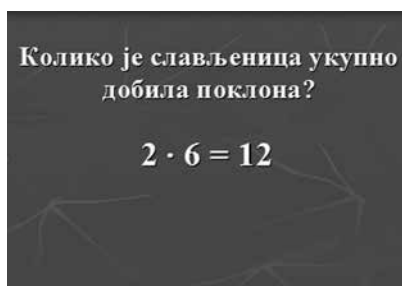 Колико је слављеница укупно
добила поклона?
2 · 6 = 12